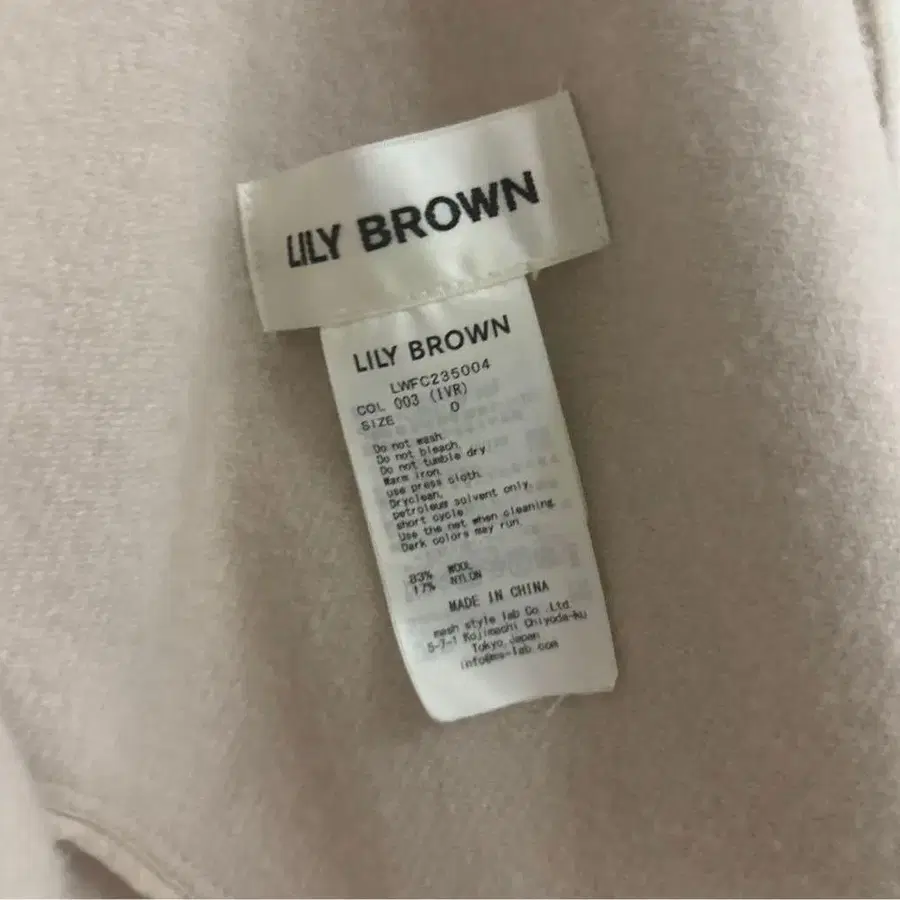 LILY BROWN
LILY BROWN
LWFC235004
COL 003 (IVR)
SIZE 0
Do not wash.
Do not bleach.
Do not tumble dry.
Warm iron.
use press cloth.
Dryclean,
petroleum solvent only.
short cycle
Use the net when cleaning.
Dark colors may run.
83% WOOL
17% NYLON
MADE IN CHINA
mash style lab Co.,Ltd.
5-7-1 Kojimachi Chiyoda-ku
Tokyo Japan
info@ms-lab.com